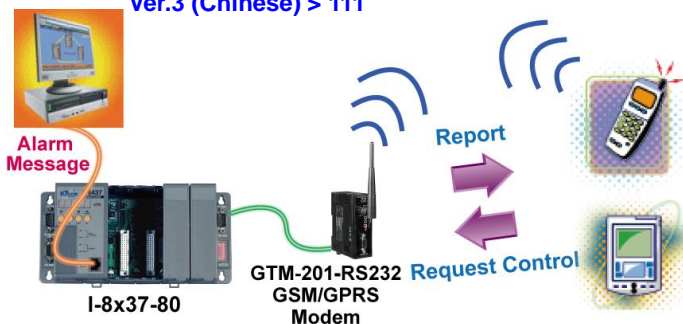 Ver.3 (Chinese) > 111
Alarm
Message
Report
Request Control
I-8x37-80
GTM-201-RS232
GSM/GPRS
Modem